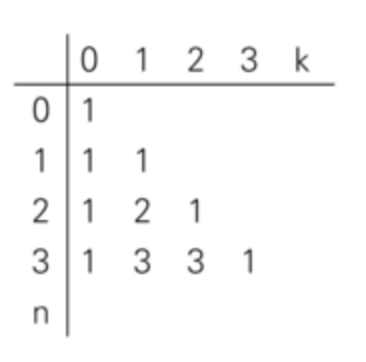 0 1 2 3 k
0 1
1 1 1
2 1 2 1
3 1 3 3 1
n